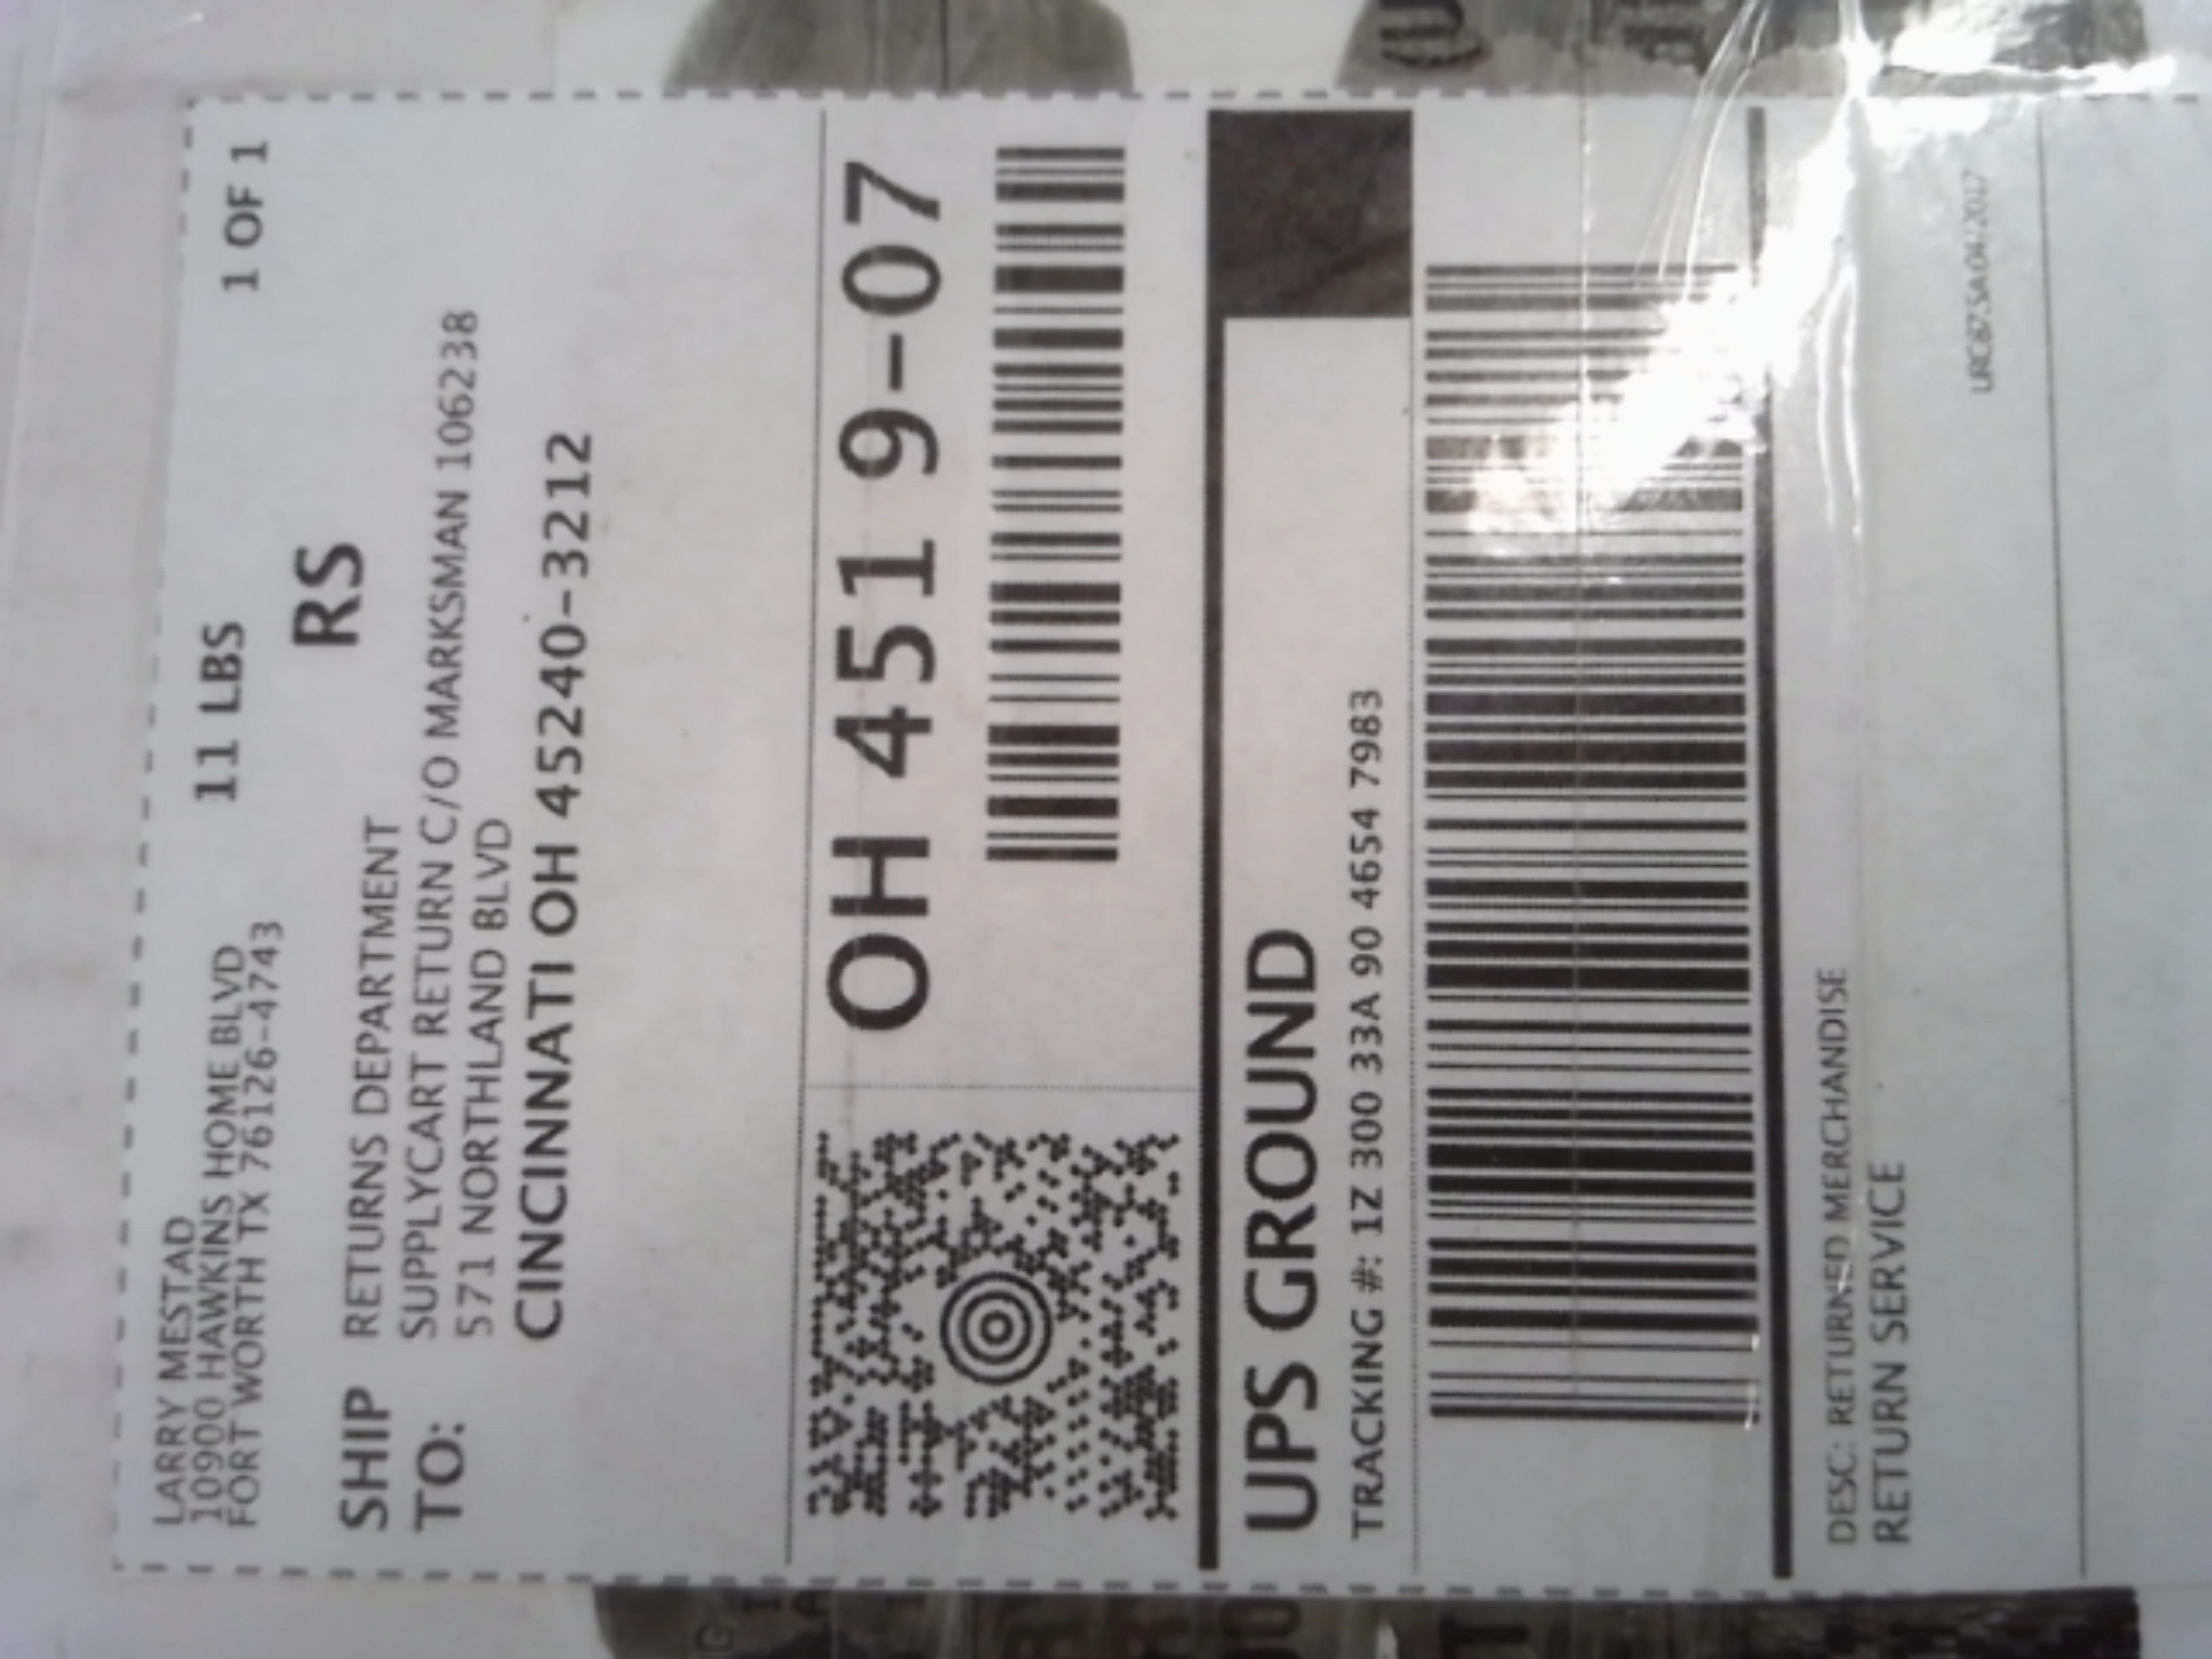 LARRY MESTAD
10900 HAWKINS HOME BLVD
FORT WORTH TX 76126-4743
11 LBS
1 OF 1
RS
SHIP
TO:
RETURNS DEPARTMENT
SUPPLYCART RETURN C/O MARKSMAN 106238
571 NORTHLAND BLVD
CINCINNATI OH 45240-3212
OH 451 9-07
UPS GROUND
TRACKING #: 1Z 300 33A 90 4654 7983
DESC: RETURNED MERCHANDISE
RETURN SERVICE